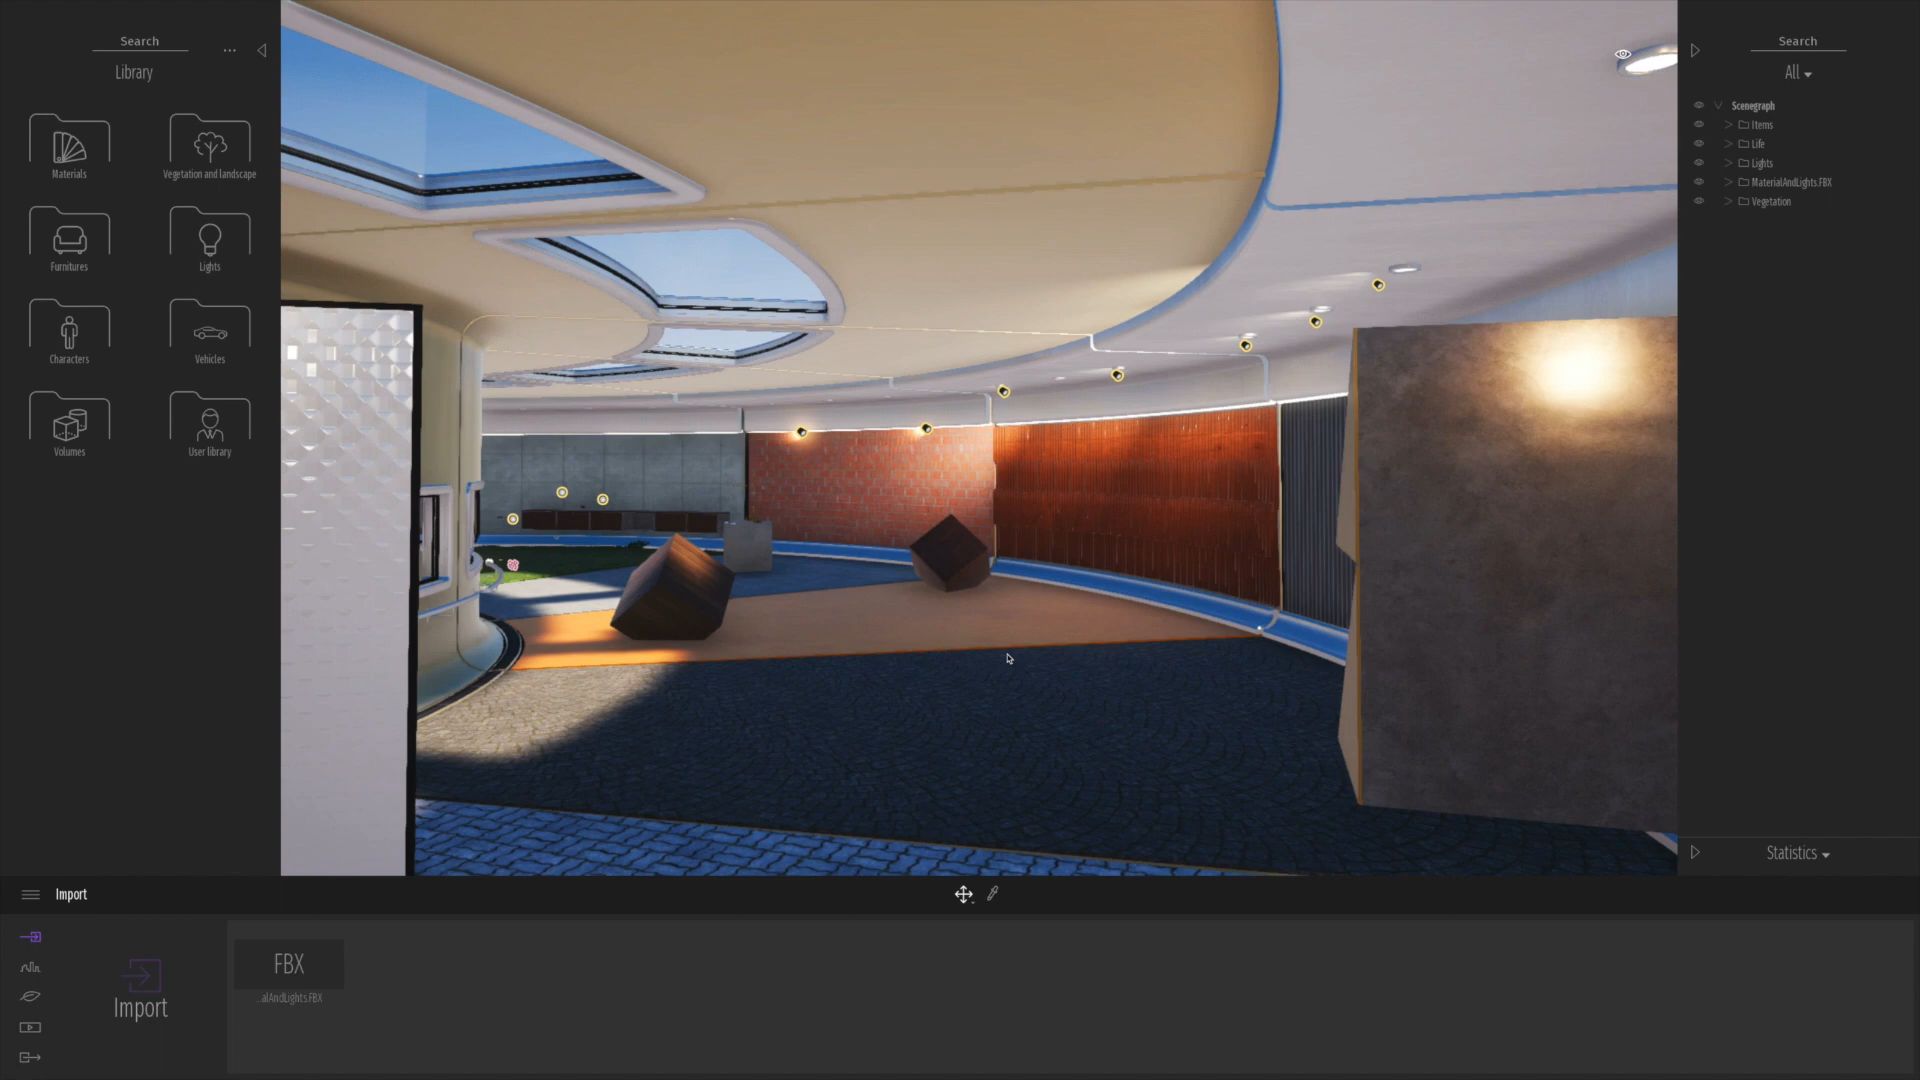 Search
Library
Materials
Vegetation and landscape
Furnitures
Lights
Characters
Vehicles
Volumes
User library
Search
All
Scenegraph
Items
Life
Lights
MaterialAndLights.FBX
Vegetation
Statistics
Import
Import
FBX
...alAndLights.FBX